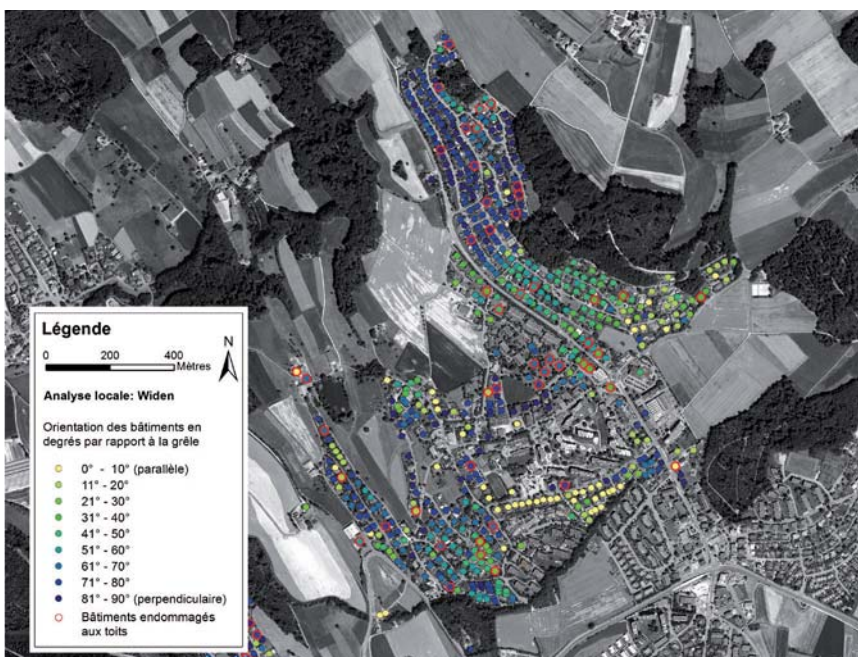 Légende
N
0 200 400
Mètres
Analyse locale: Widen
Orientation des bâtiments en
degrés par rapport à la grêle
0° - 10° (parallèle)
11° - 20°
21° - 30°
31° - 40°
41° - 50°
51° - 60°
61° - 70°
71° - 80°
81° - 90° (perpendiculaire)
Bâtiments endommagés
aux toits